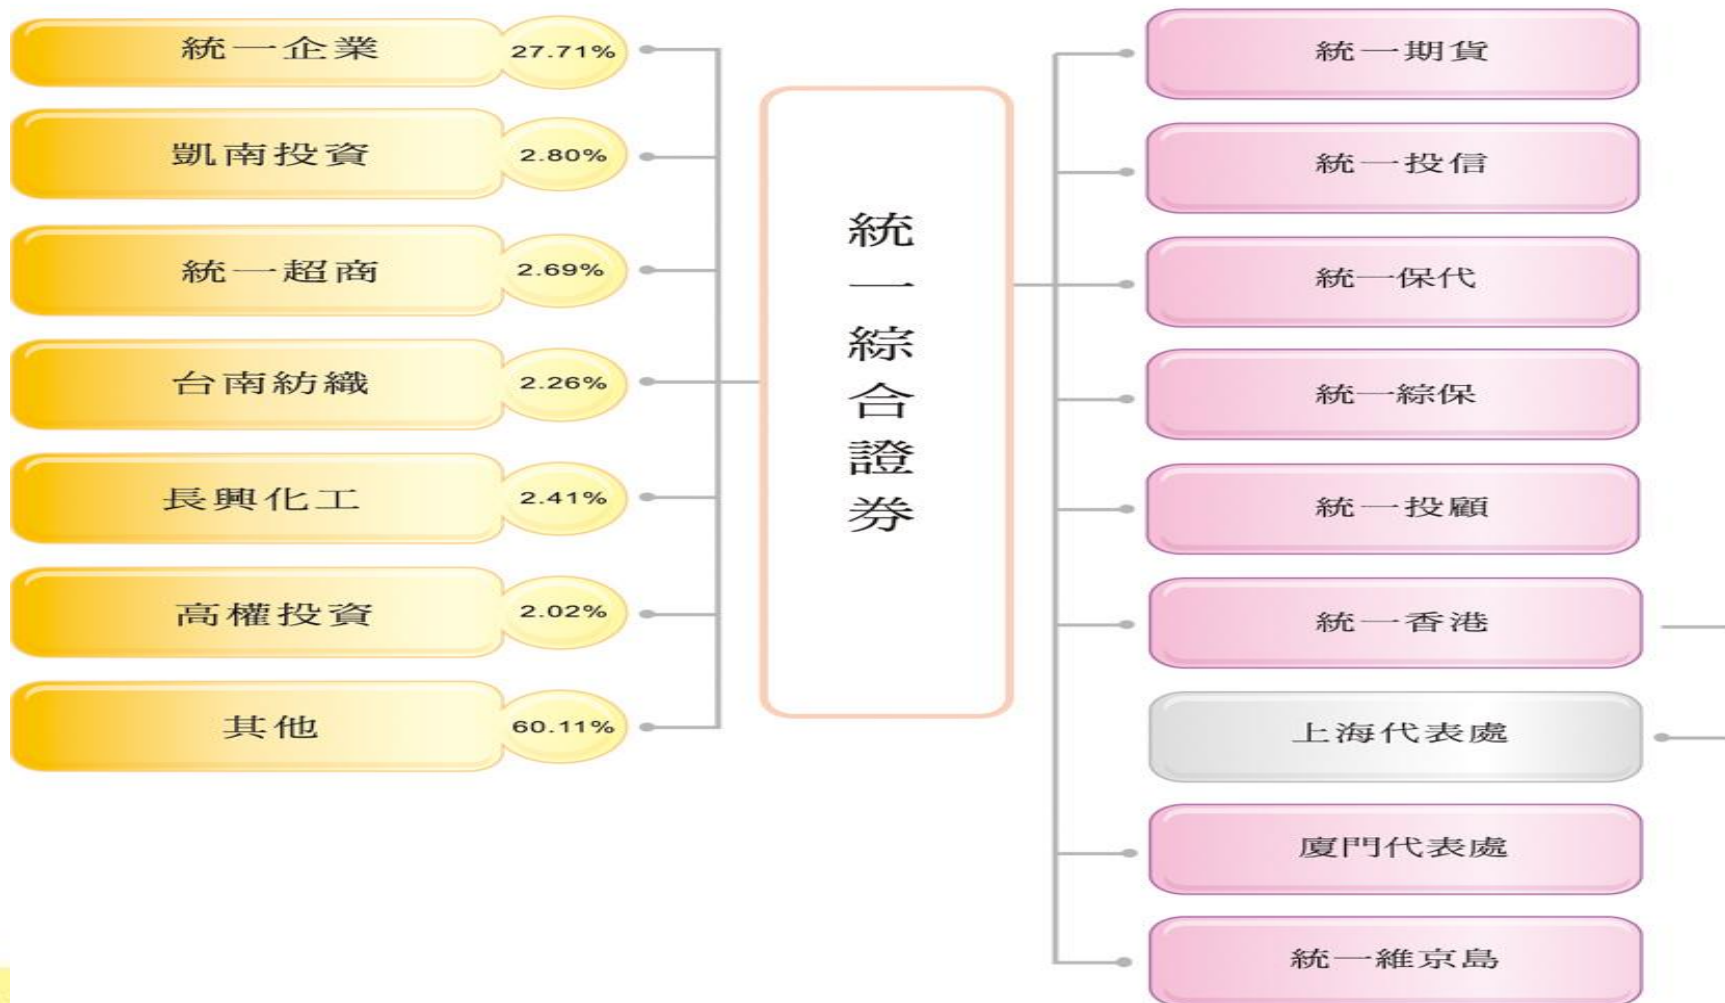 統一企業 27.71%
凱南投資 2.80%
統一超商 2.69%
台南紡織 2.26%
長興化工 2.41%
高權投資 2.02%
其他 60.11%
統一綜合證券
統一期貨
統一投信
統一保代
統一綜保
統一投顧
統一香港
上海代表處
廈門代表處
統一維京島